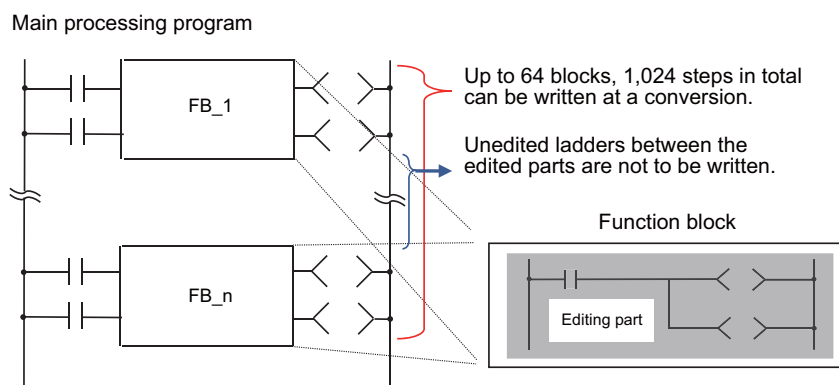 Main processing program
FB_1
Up to 64 blocks, 1,024 steps in total
can be written at a conversion.
Unedited ladders between the
edited parts are not to be written.
Function block
FB_n
Editing part